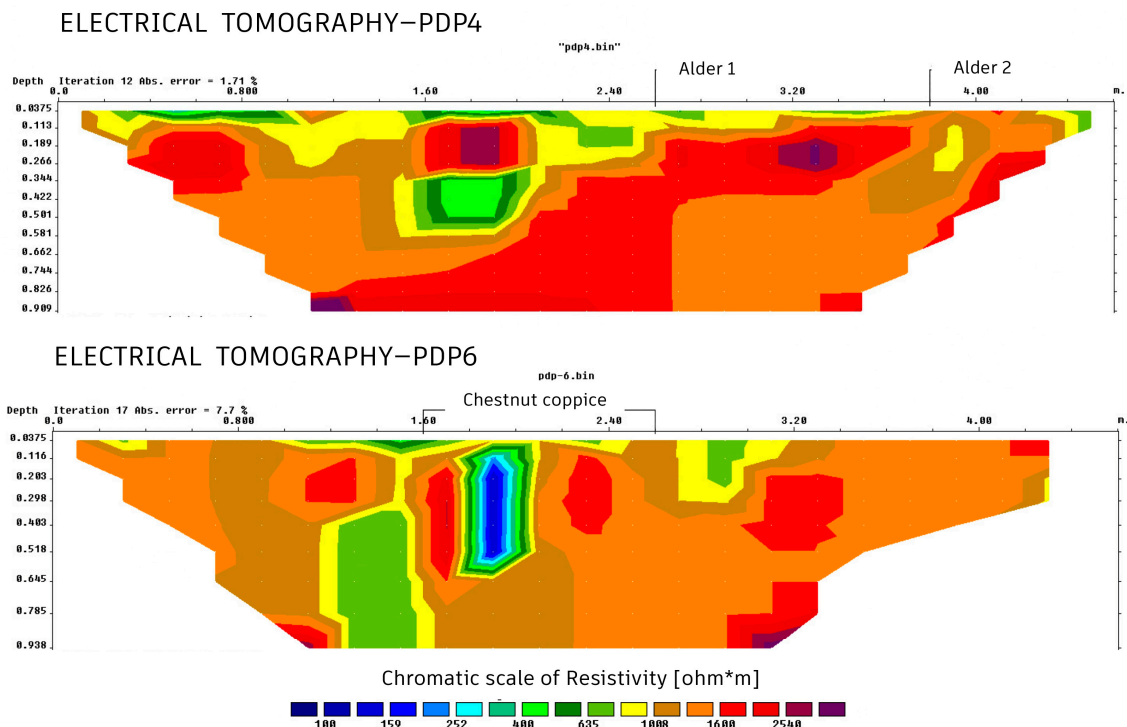 ELECTRICAL TOMOGRAPHY–PDP4
"pdp4.bin"
Alder 1
Alder 2
Depth Iteration 12 Abs. error = 1.71 %
0.0 0.800 1.60 2.40 3.20 4.00 m.
0.0375
0.113
0.189
0.266
0.344
0.422
0.501
0.581
0.662
0.744
0.826
0.909
ELECTRICAL TOMOGRAPHY–PDP6
pdp-6.bin
Chestnut coppice
Depth Iteration 17 Abs. error = 7.7 %
0.0 0.800 1.60 2.40 3.20 4.00 m.
0.0375
0.116
0.203
0.298
0.403
0.518
0.645
0.785
0.938
Chromatic scale of Resistivity [ohm*m]
100 159 252 400 635 1008 1600 2540